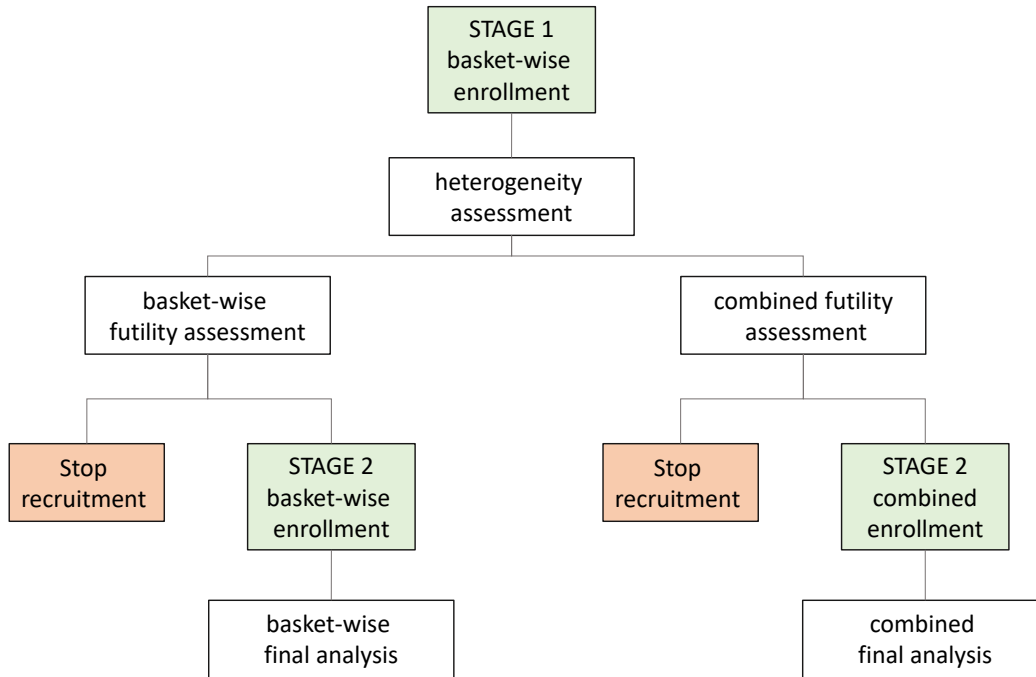 STAGE 1
basket-wise
enrollment
heterogeneity
assessment
basket-wise
futility assessment
combined futility
assessment
Stop
recruitment
STAGE 2
basket-wise
enrollment
Stop
recruitment
STAGE 2
combined
enrollment
basket-wise
final analysis
combined
final analysis